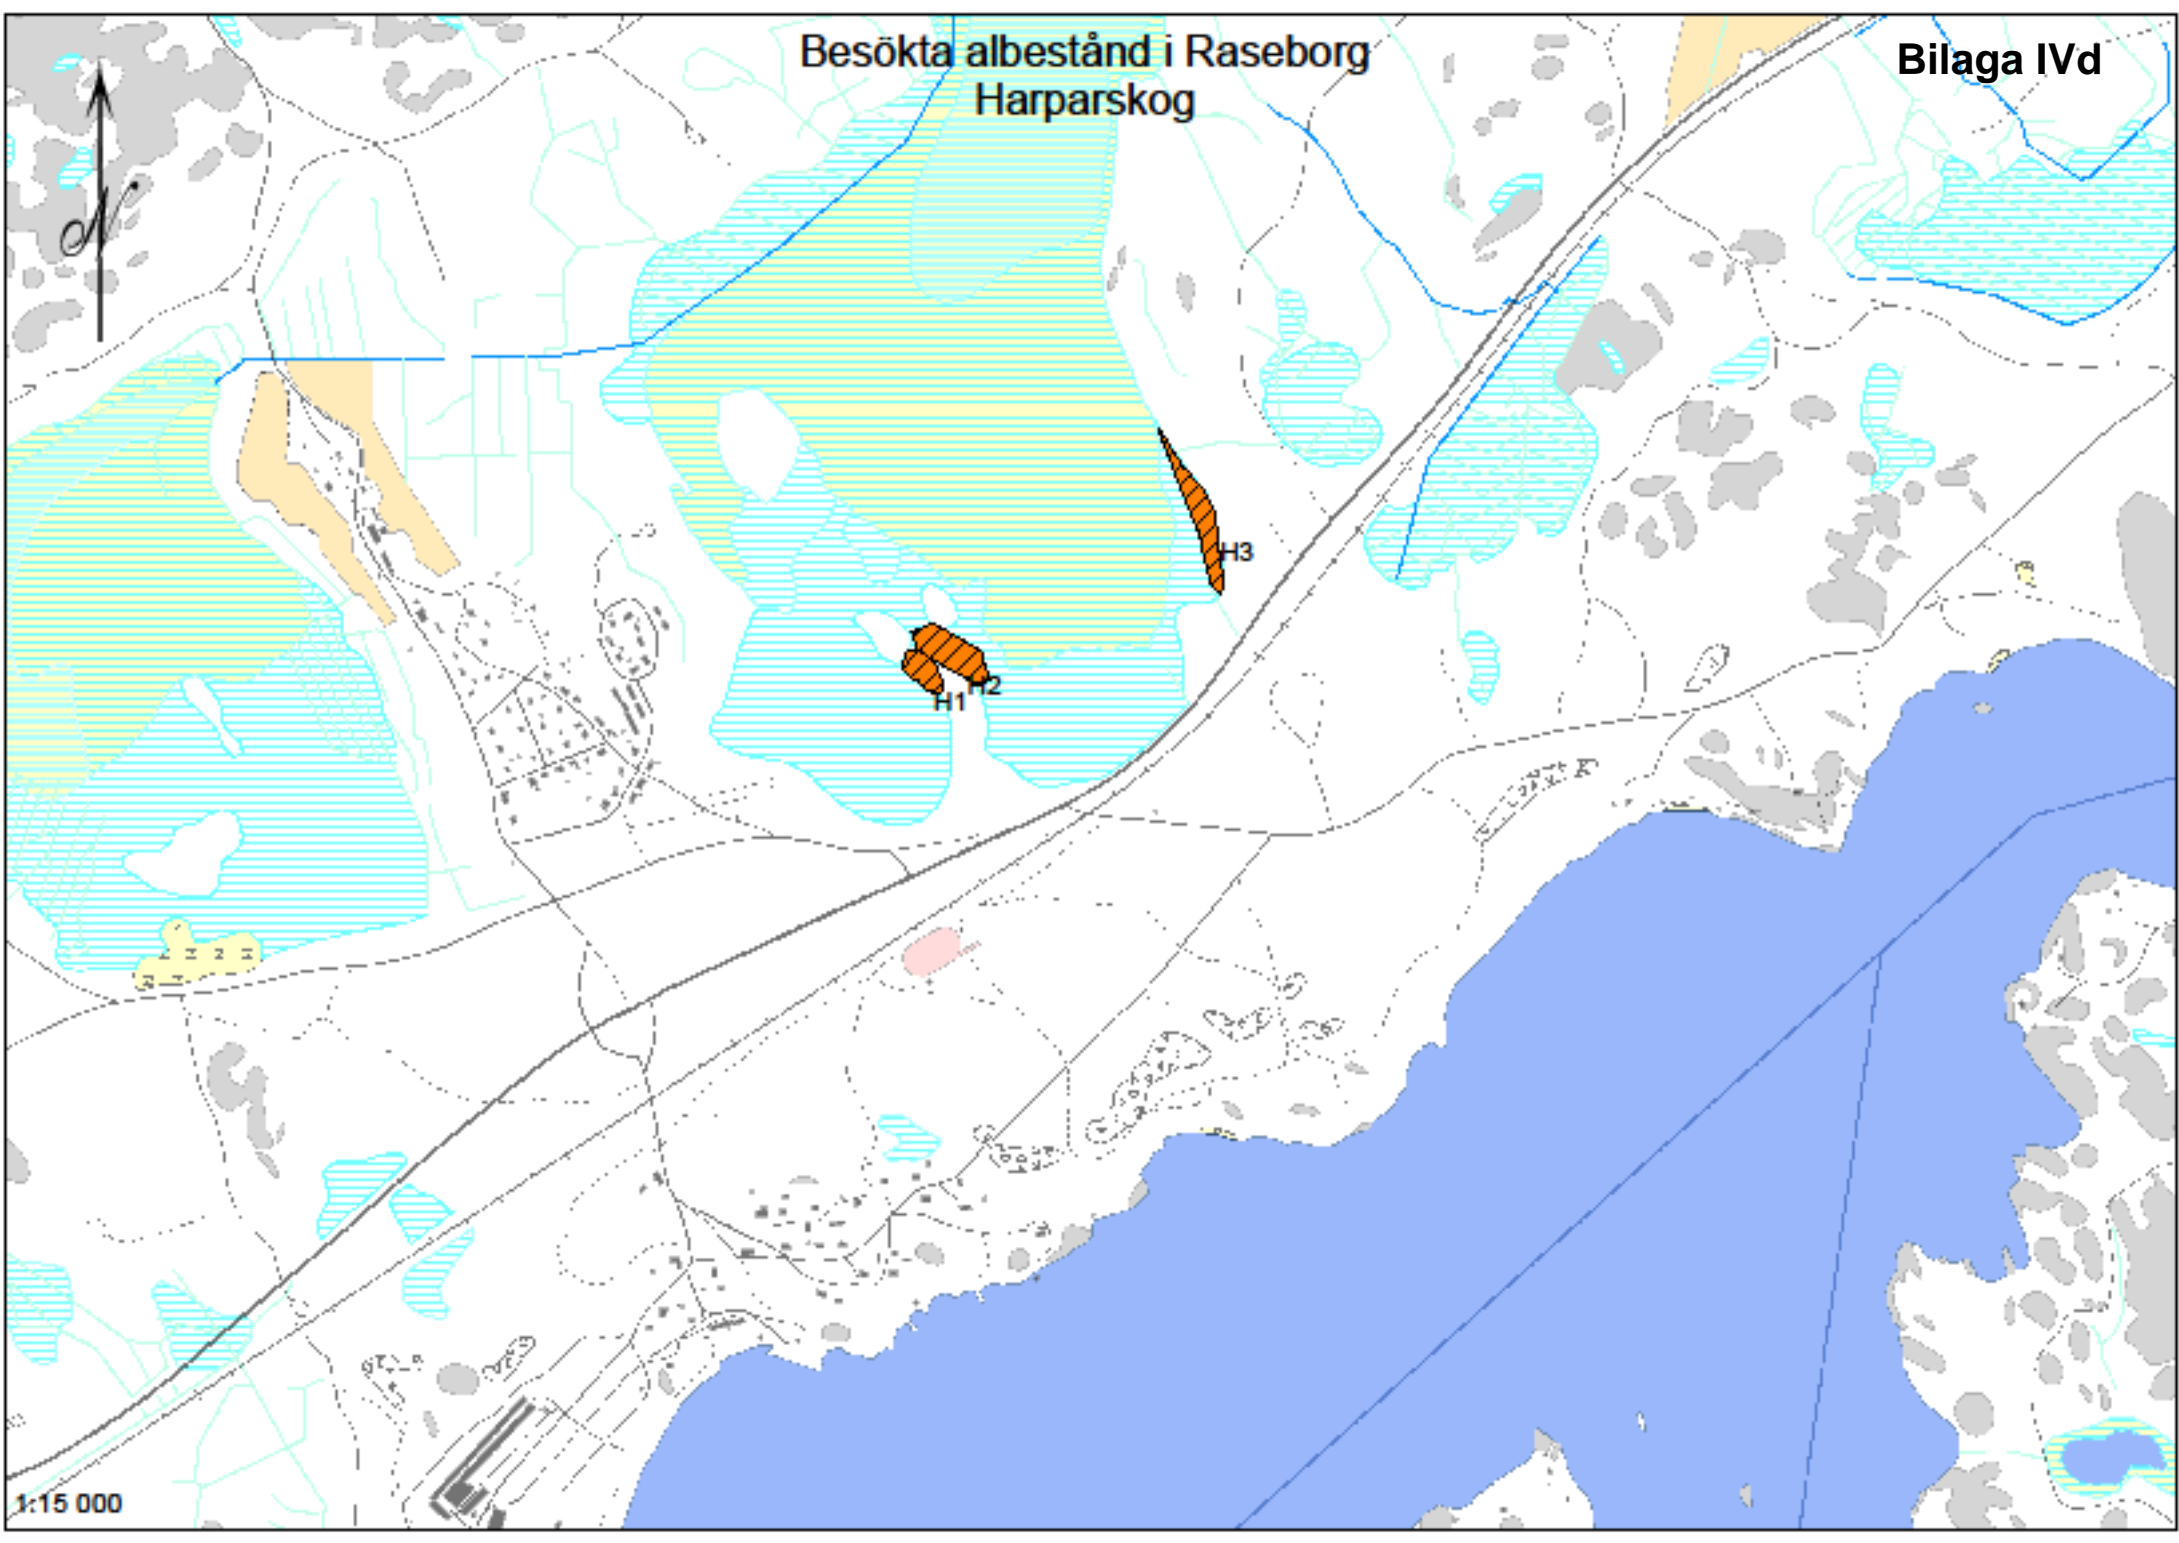 Besökta albestånd i Raseborg
Harparskog
Bilaga IVd
N
H3
H2
H1
1:15 000